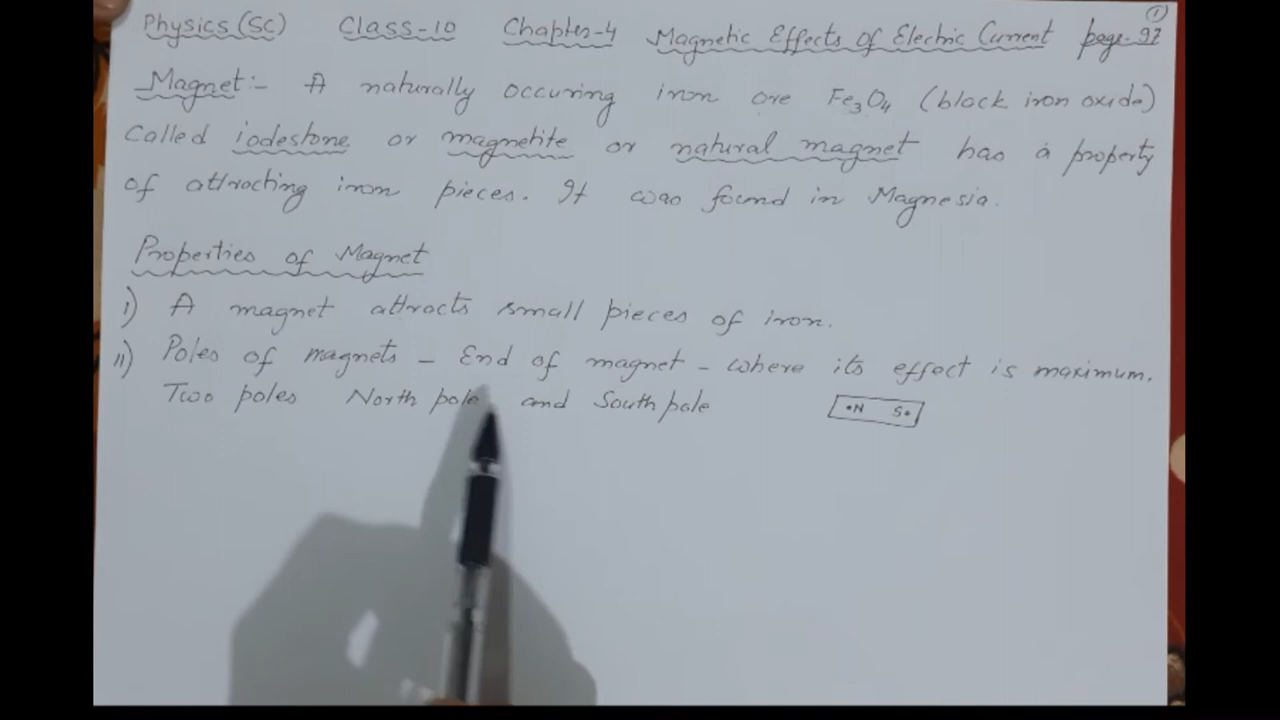 ①
Physics (Sc) Class-10 Chapter-4 Magnetic Effects of Electric Current page-97
Magnet:- A naturally occuring iron ore Fe₃O₄ (black iron oxide)
Called iodestone or magnetite or natural magnet has a property
of attracting iron pieces. It was found in Magnesia.
Properties of Magnet
i) A magnet attracts small pieces of iron.
ii) Poles of magnets - End of magnet - where its effect is maximum.
Two poles North pole and South pole •N S•